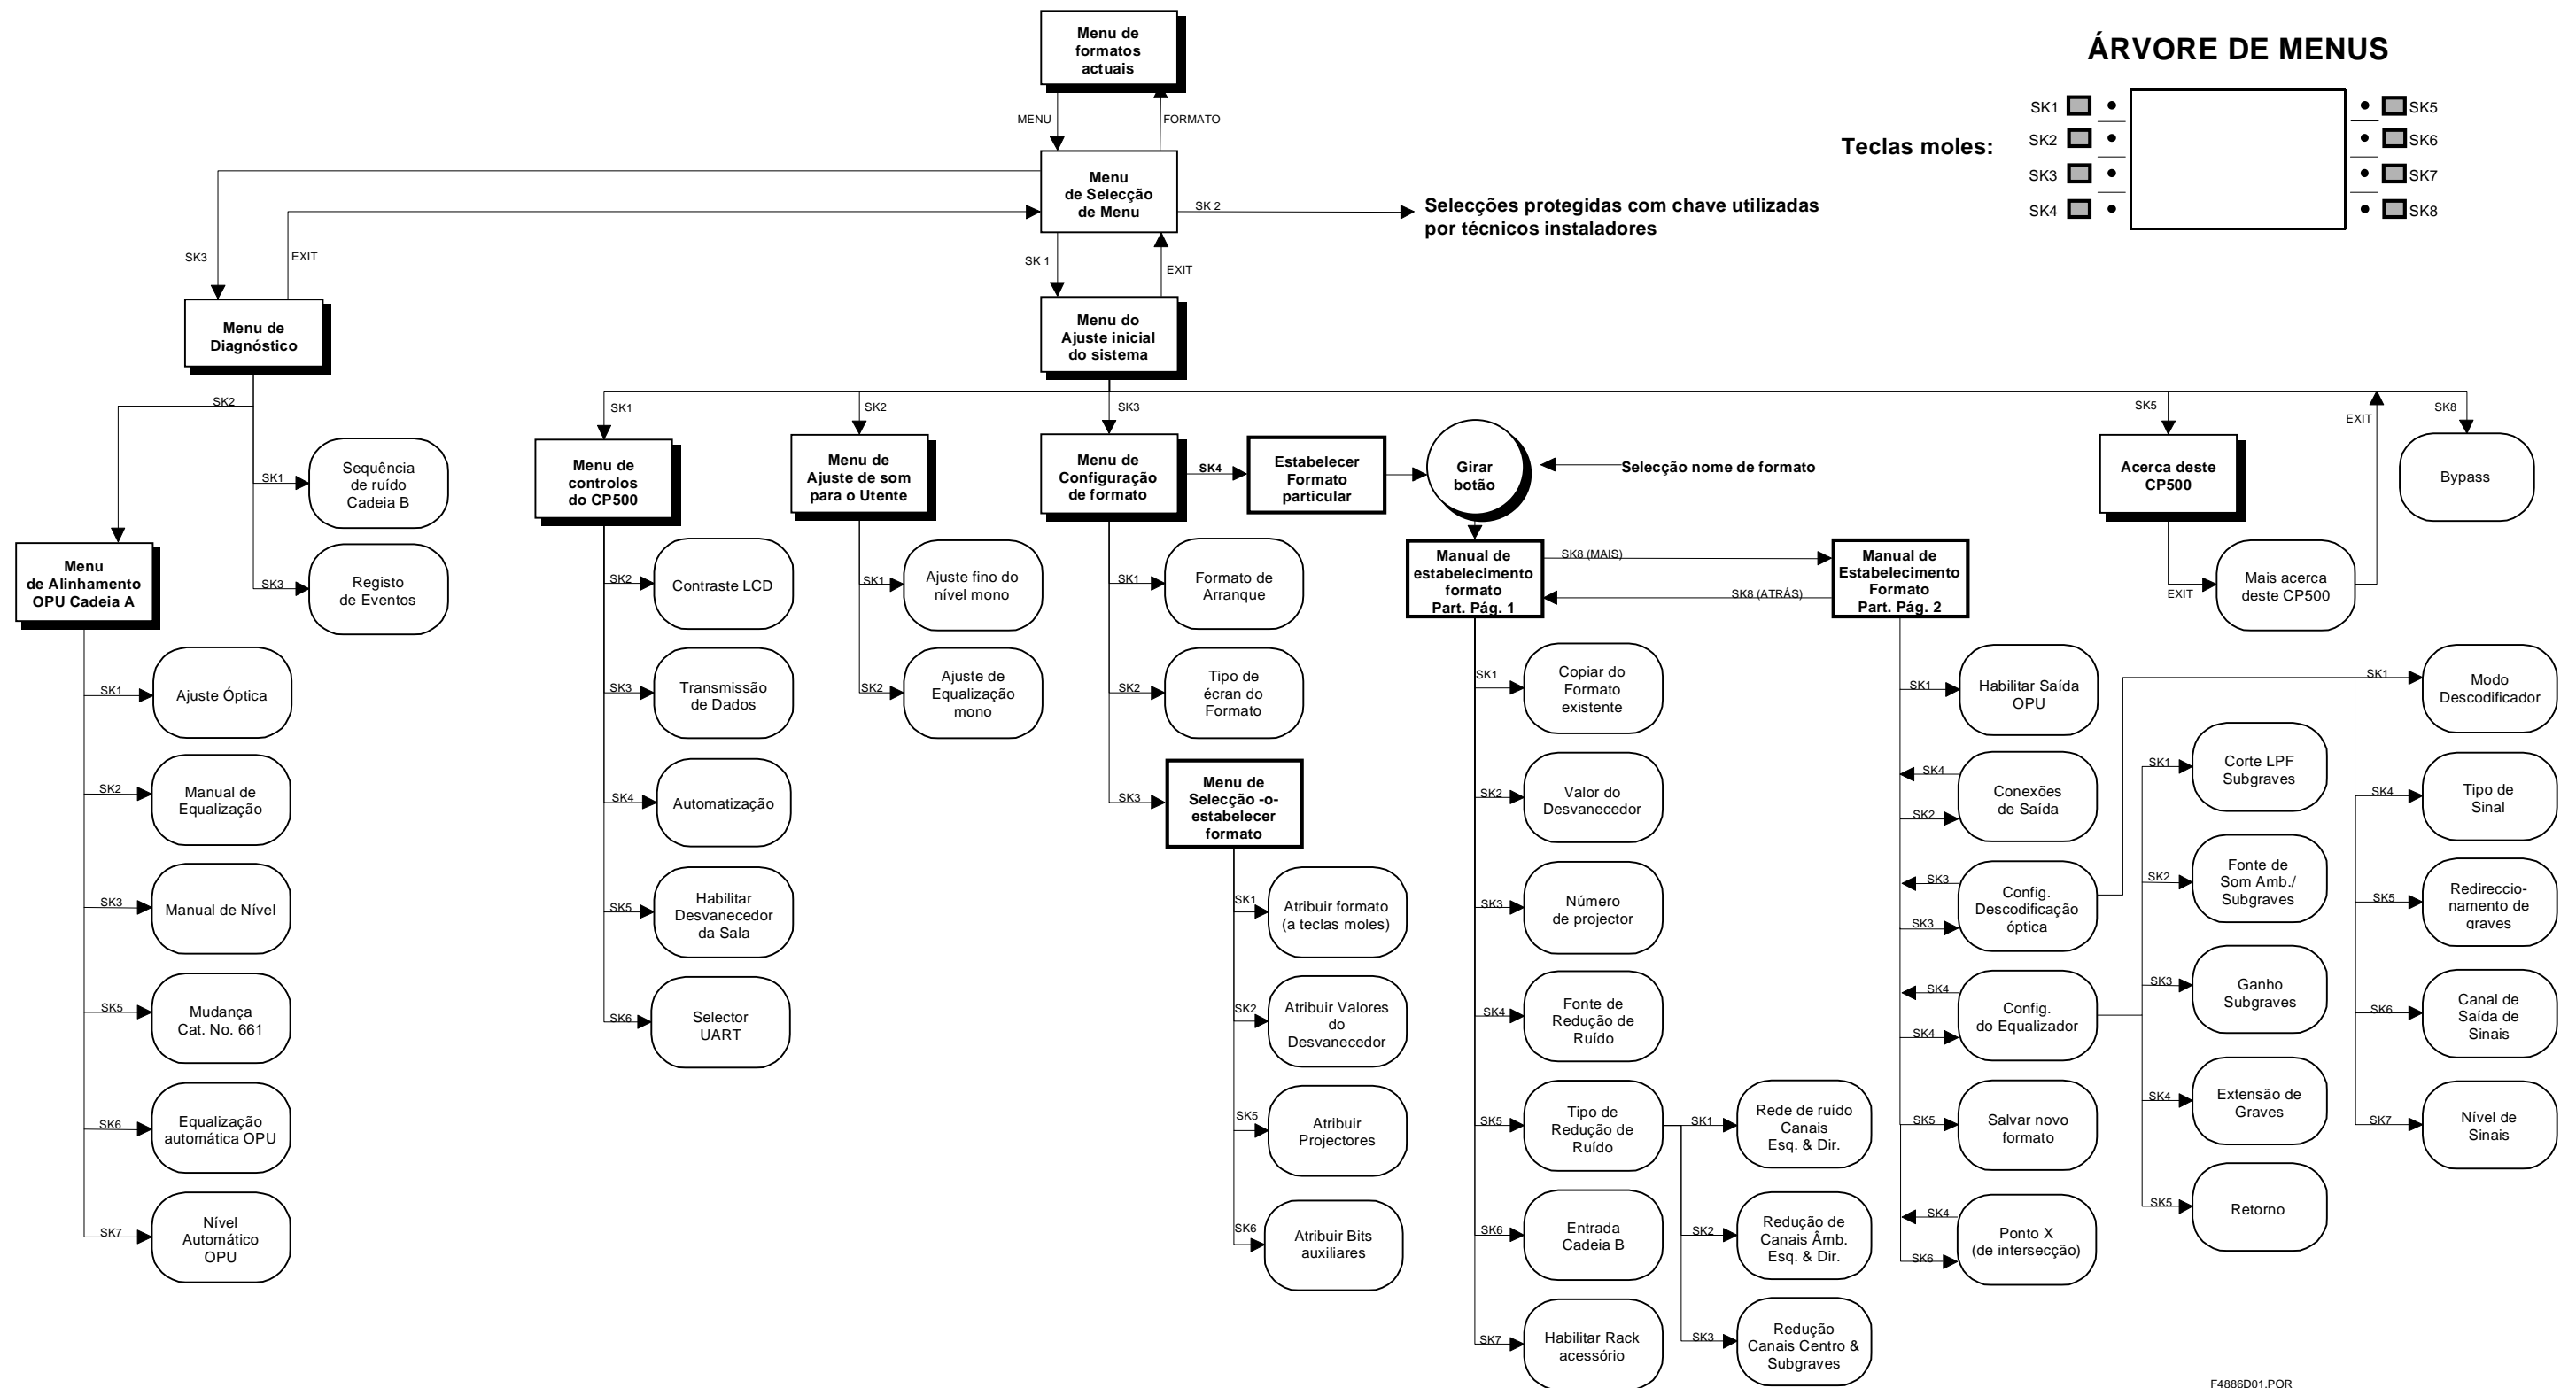 Menu de
formatos
actuais
ÁRVORE DE MENUS
SK1
SK2
SK3
SK4
SK5
SK6
SK7
SK8
Teclas moles:
MENU
FORMATO
Menu
de Selecção
de Menu
SK 2
Selecções protegidas com chave utilizadas
por técnicos instaladores
SK3
EXIT
SK 1
EXIT
Menu de
Diagnóstico
Menu do
Ajuste inicial
do sistema
SK2
SK1
Sequência
de ruído
Cadeia B
SK3
Registo
de Eventos
Menu
de Alinhamento
OPU Cadeia A
SK1
Ajuste Óptica
SK2
Manual de
Equalização
SK3
Manual de Nível
SK5
Mudança
Cat. No. 661
SK6
Equalização
automática OPU
SK7
Nível
Automático
OPU
SK1
Menu de
controlos
do CP500
SK2
Contraste LCD
SK3
Transmissão
de Dados
SK4
Automatização
SK5
Habilitar
Desvanecedor
da Sala
SK6
Selector
UART
SK2
Menu de
Ajuste de som
para o Utente
SK1
Ajuste fino do
nível mono
SK2
Ajuste de
Equalização
mono
SK3
Menu de
Configuração
de formato
SK1
Formato de
Arranque
SK2
Tipo de
écran do
Formato
SK3
Menu de
Selecção -o-
estabelecer
formato
SK1
Atribuir formato
(a teclas moles)
SK2
Atribuir Valores
do
Desvanecedor
SK5
Atribuir
Projectores
SK6
Atribuir Bits
auxiliares
SK4
Estabelecer
Formato
particular
Girar
botão
Selecção nome de formato
Manual de
estabelecimento
formato
Part. Pág. 1
SK8 (MAIS)
SK8 (ATRÁS)
Manual de
Estabelecimento
Formato
Part. Pág. 2
SK1
Copiar do
Formato
existente
SK2
Valor do
Desvanecedor
SK3
Número
de projector
SK4
Fonte de
Redução de
Ruído
SK5
Tipo de
Redução de
Ruído
SK1
Rede de ruído
Canais
Esq. & Dir.
SK2
Redução de
Canais Âmb.
Esq. & Dir.
SK3
Redução
Canais Centro &
Subgraves
SK6
Entrada
Cadeia B
SK7
Habilitar Rack
acessório
SK1
Habilitar Saída
OPU
SK4
Conexões
de Saída
SK2
SK3
Config.
Descodificação
óptica
SK3
SK4
Config.
do Equalizador
SK4
SK5
Salvar novo
formato
SK4
Ponto X
(de intersecção)
SK6
SK1
Corte LPF
Subgraves
SK2
Fonte de
Som Amb./
Subgraves
SK3
Ganho
Subgraves
SK4
Extensão de
Graves
SK5
Retorno
SK1
Modo
Descodificador
SK4
Tipo de
Sinal
SK5
Redireccio-
namento de
graves
SK6
Canal de
Saída de
Sinais
SK7
Nível de
Sinais
SK5
Acerca deste
CP500
EXIT
Mais acerca
deste CP500
EXIT
SK8
Bypass
F4886D01.POR